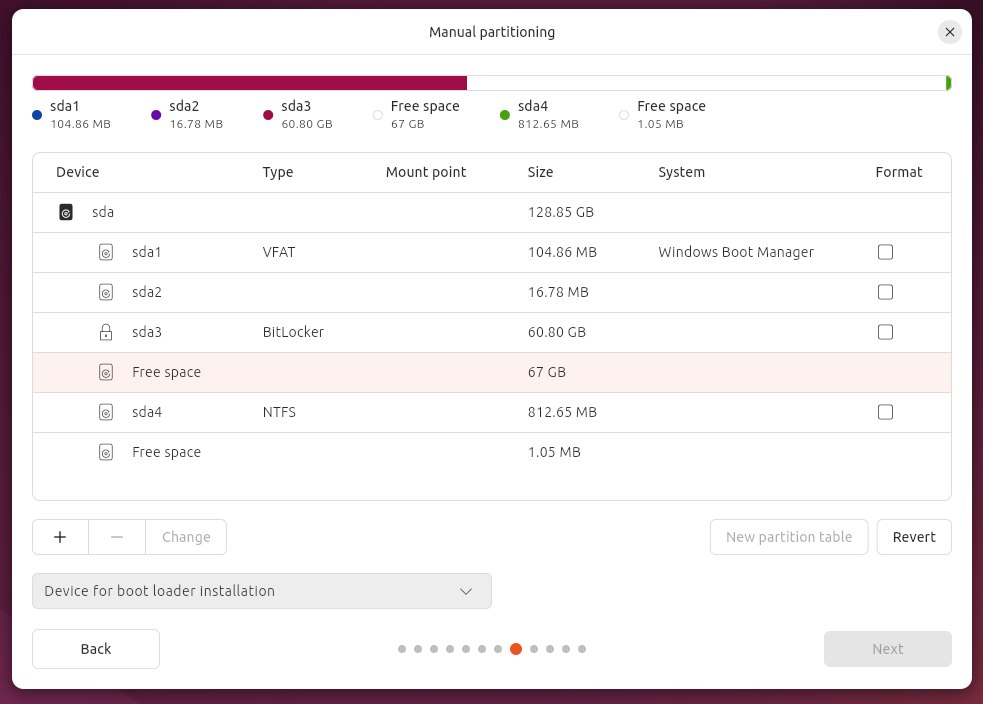 Manual partitioning
sda1 sda2 sda3 Free space sda4 Free space
104.86 MB 16.78 MB 60.80 GB 67 GB 812.65 MB 1.05 MB
Device Type Mount point Size System Format
sda 128.85 GB
sda1 VFAT 104.86 MB Windows Boot Manager
sda2 16.78 MB
sda3 BitLocker 60.80 GB
Free space 67 GB
sda4 NTFS 812.65 MB
Free space 1.05 MB
+ − Change New partition table Revert
Device for boot loader installation
Back Next